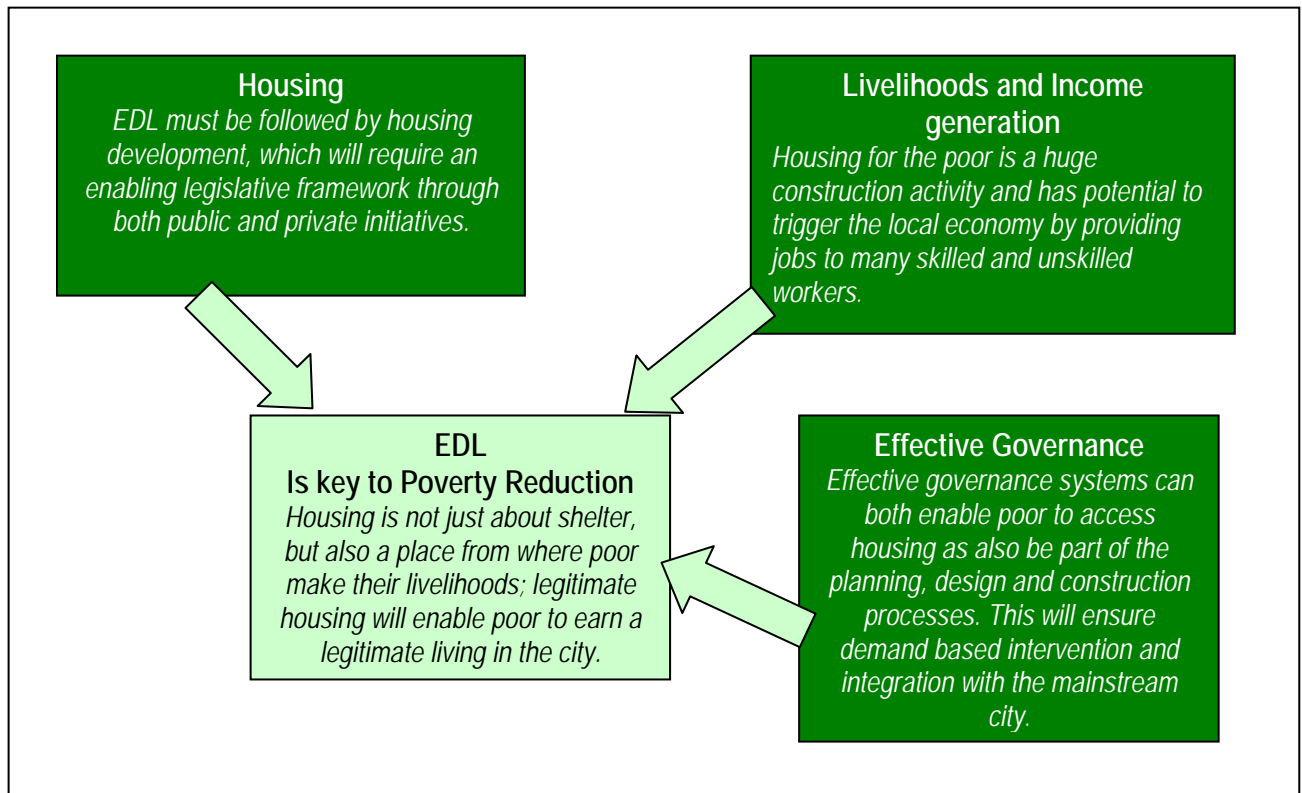 Housing
EDL must be followed by housing
development, which will require an
enabling legislative framework through
both public and private initiatives.
Livelihoods and Income
generation
Housing for the poor is a huge
construction activity and has potential to
trigger the local economy by providing
jobs to many skilled and unskilled
workers.
EDL
Is key to Poverty Reduction
Housing is not just about shelter,
but also a place from where poor
make their livelihoods; legitimate
housing will enable poor to earn a
legitimate living in the city.
Effective Governance
Effective governance systems can
both enable poor to access
housing as also be part of the
planning, design and construction
processes. This will ensure
demand based intervention and
integration with the mainstream
city.